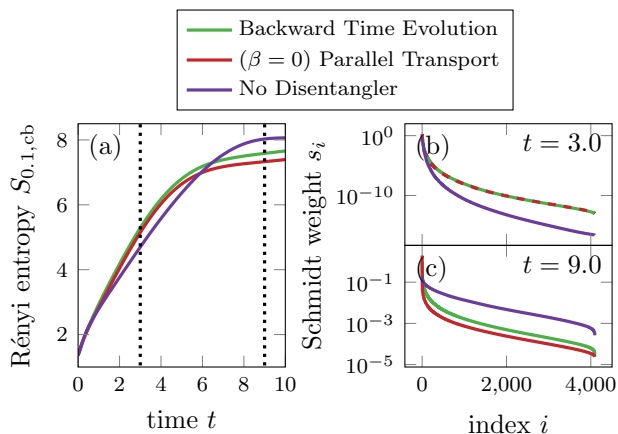 Backward Time Evolution
(β = 0) Parallel Transport
No Disentangler
(a)
Rényi entropy S₀.₁,cb
8
6
4
2
0 2 4 6 8 10
time t
(b)
t = 3.0
Schmidt weight sᵢ
10⁰
10⁻¹⁰
(c)
t = 9.0
10⁻¹
10⁻³
10⁻⁵
0 2,000 4,000
index i